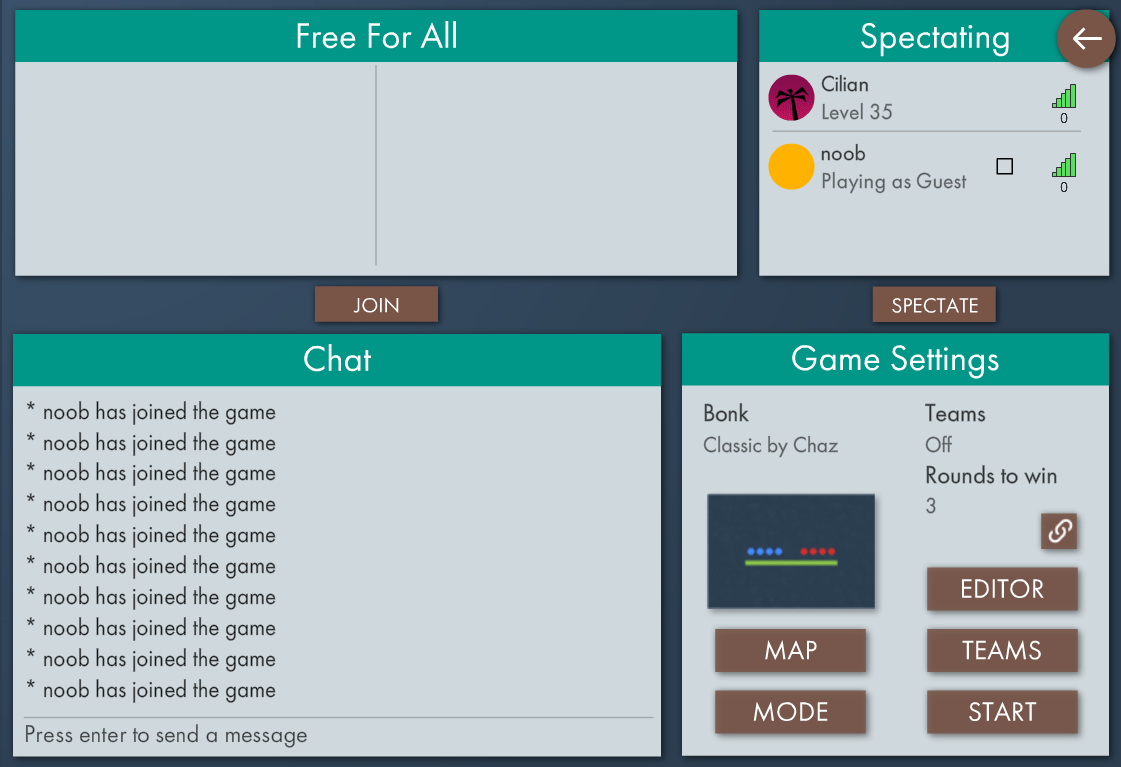 Free For All
Spectating
Cilian
Level 35
0
noob
Playing as Guest
0
JOIN
SPECTATE
Chat
* noob has joined the game
* noob has joined the game
* noob has joined the game
* noob has joined the game
* noob has joined the game
* noob has joined the game
* noob has joined the game
* noob has joined the game
* noob has joined the game
* noob has joined the game
Press enter to send a message
Game Settings
Bonk
Classic by Chaz
Teams
Off
Rounds to win
3
EDITOR
MAP
TEAMS
MODE
START